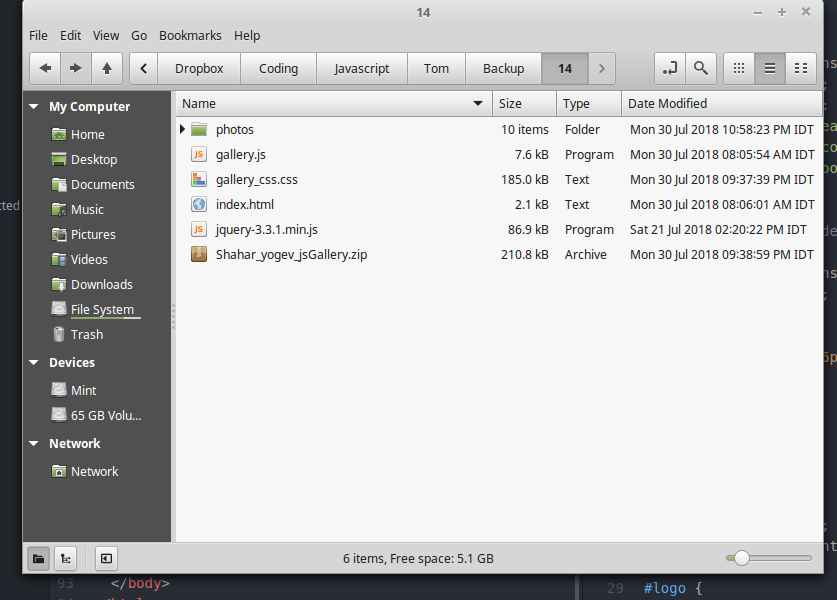 14
File Edit View Go Bookmarks Help
Dropbox Coding Javascript Tom Backup 14
My Computer
Home
Desktop
Documents
Music
Pictures
Videos
Downloads
File System
Trash
Devices
Mint
65 GB Volu...
Network
Network
Name Size Type Date Modified
photos 10 items Folder Mon 30 Jul 2018 10:58:23 PM IDT
JS gallery.js 7.6 kB Program Mon 30 Jul 2018 08:05:54 AM IDT
gallery_css.css 185.0 kB Text Mon 30 Jul 2018 09:37:39 PM IDT
index.html 2.1 kB Text Mon 30 Jul 2018 08:06:01 AM IDT
JS jquery-3.3.1.min.js 86.9 kB Program Sat 21 Jul 2018 02:20:22 PM IDT
Shahar_yogev_jsGallery.zip 210.8 kB Archive Mon 30 Jul 2018 09:38:59 PM IDT
6 items, Free space: 5.1 GB
93 </body>
29 #logo {